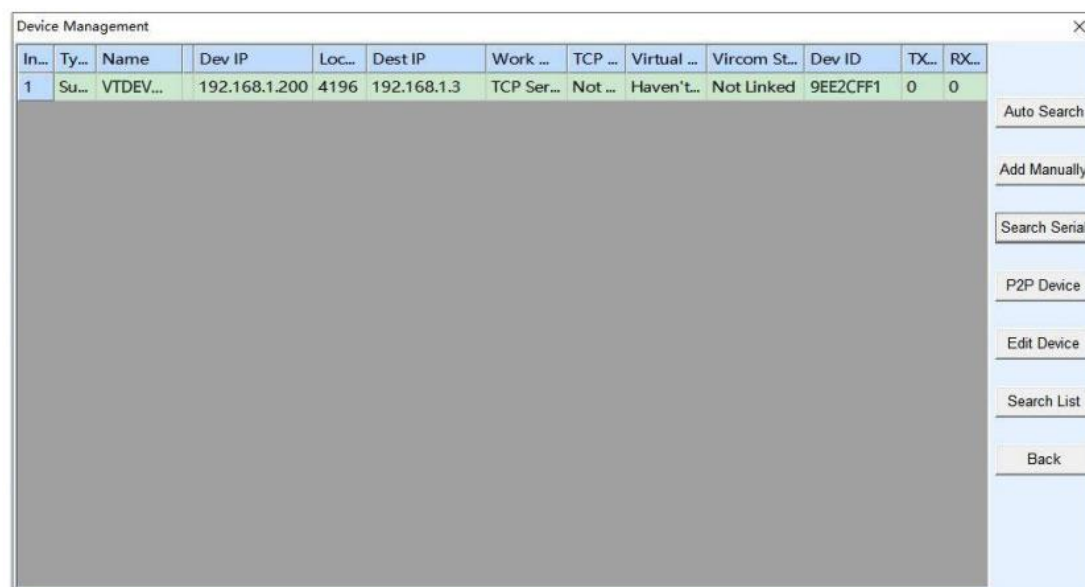 Device Management
In... Ty... Name Dev IP Loc... Dest IP Work ... TCP ... Virtual ... Vircom St... Dev ID TX... RX...
1 Su... VTDEV... 192.168.1.200 4196 192.168.1.3 TCP Ser... Not ... Haven't... Not Linked 9EE2CFF1 0 0
Auto Search
Add Manually
Search Serial
P2P Device
Edit Device
Search List
Back